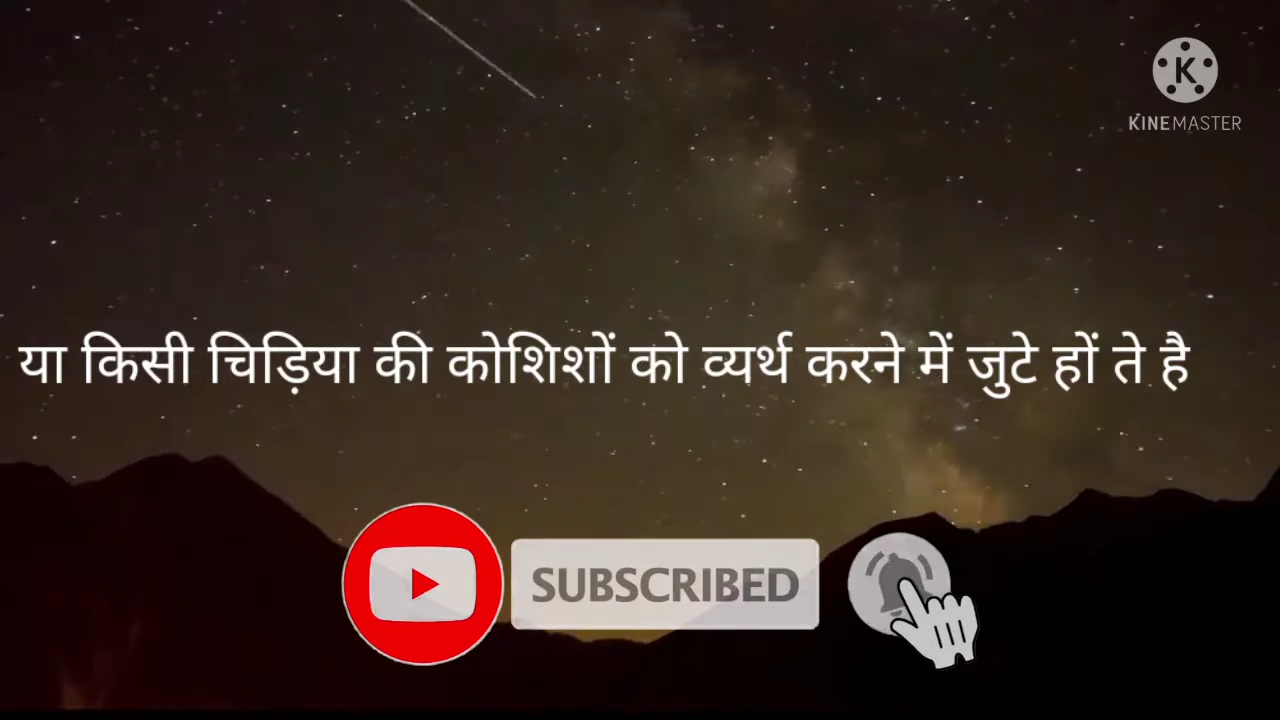 KINEMASTER
या किसी चिड़िया की कोशिशों को व्यर्थ करने में जुटे हों ते है
SUBSCRIBED